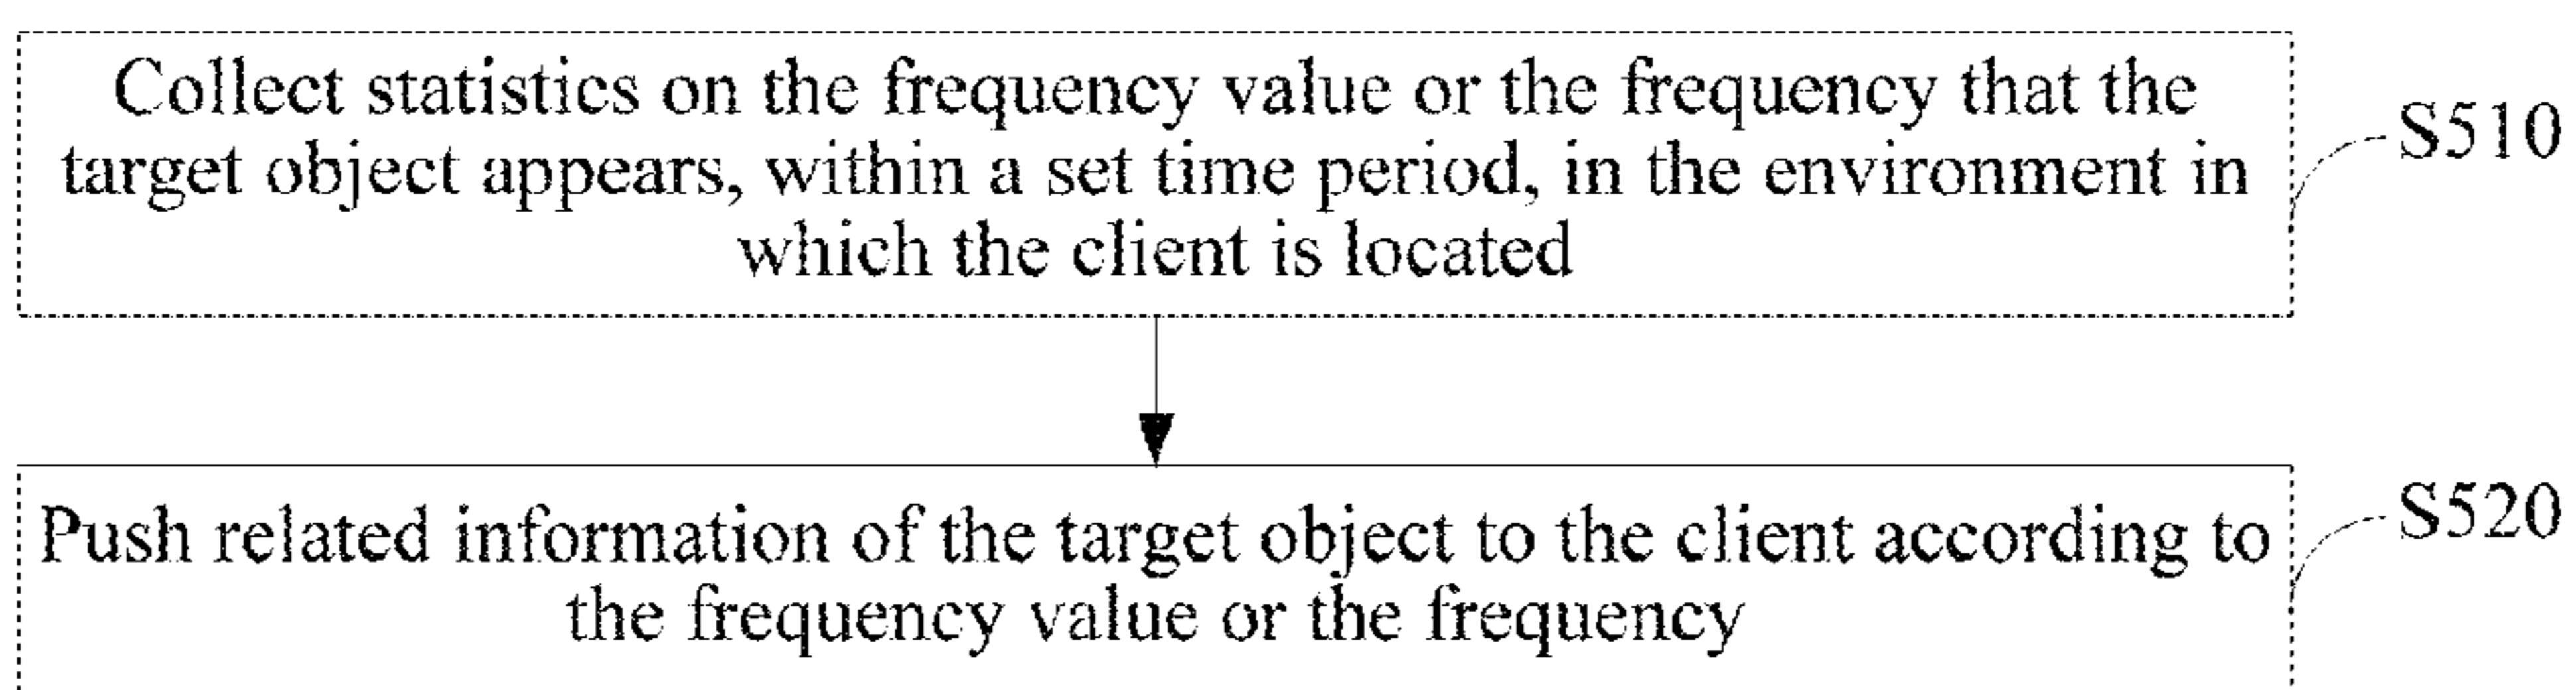 Collect statistics on the frequency value or the frequency that the
target object appears, within a set time period, in the environment in
which the client is located
S510
Push related information of the target object to the client according to
the frequency value or the frequency
S520